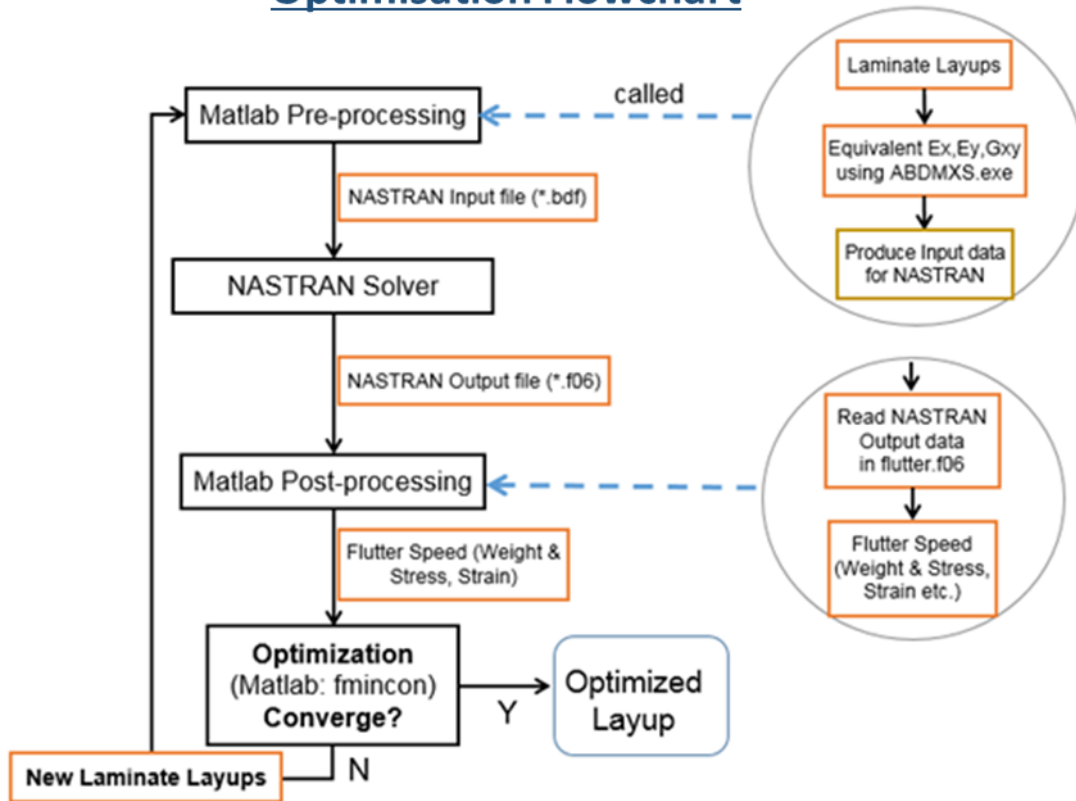 Optimisation Flowchart
Matlab Pre-processing
called
NASTRAN Input file (*.bdf)
NASTRAN Solver
NASTRAN Output file (*.f06)
Matlab Post-processing
Flutter Speed (Weight &
Stress, Strain)
Optimization
(Matlab: fmincon)
Converge?
Y
Optimized
Layup
N
New Laminate Layups
Laminate Layups
Equivalent Ex,Ey,Gxy
using ABDMXS.exe
Produce Input data
for NASTRAN
Read NASTRAN
Output data
in flutter.f06
Flutter Speed
(Weight & Stress,
Strain etc.)